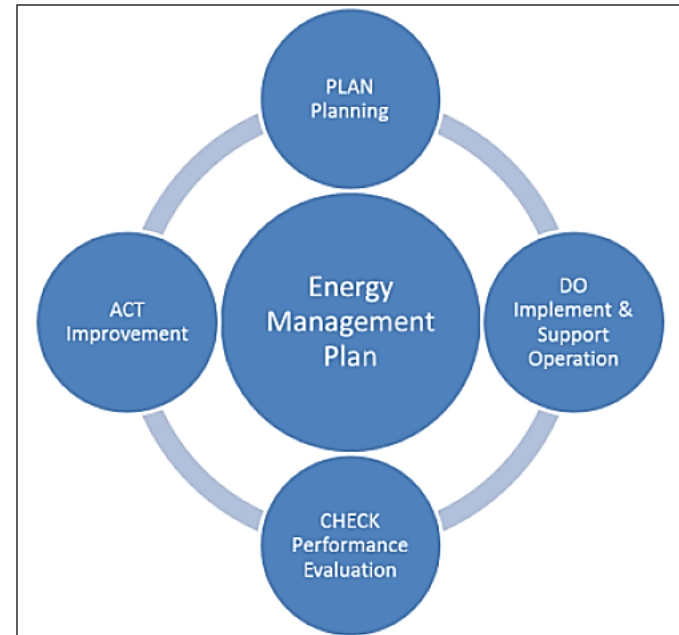 PLAN
Planning
Energy
Management
Plan
DO
Implement &
Support
Operation
CHECK
Performance
Evaluation
ACT
Improvement